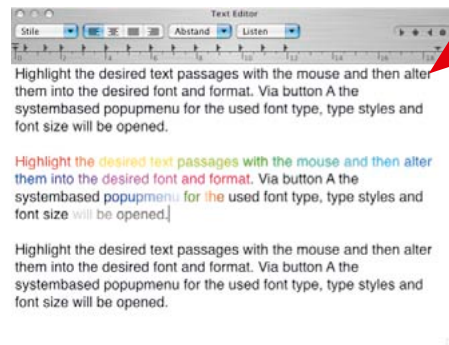 Text Editor
Stile Abstand Listen
Highlight the desired text passages with the mouse and then alter
them into the desired font and format. Via button A the
systembased popupmenu for the used font type, type styles and
font size will be opened.
Highlight the desired text passages with the mouse and then alter
them into the desired font and format. Via button A the
systembased popupmenu for the used font type, type styles and
font size will be opened.
Highlight the desired text passages with the mouse and then alter
them into the desired font and format. Via button A the
systembased popupmenu for the used font type, type styles and
font size will be opened.